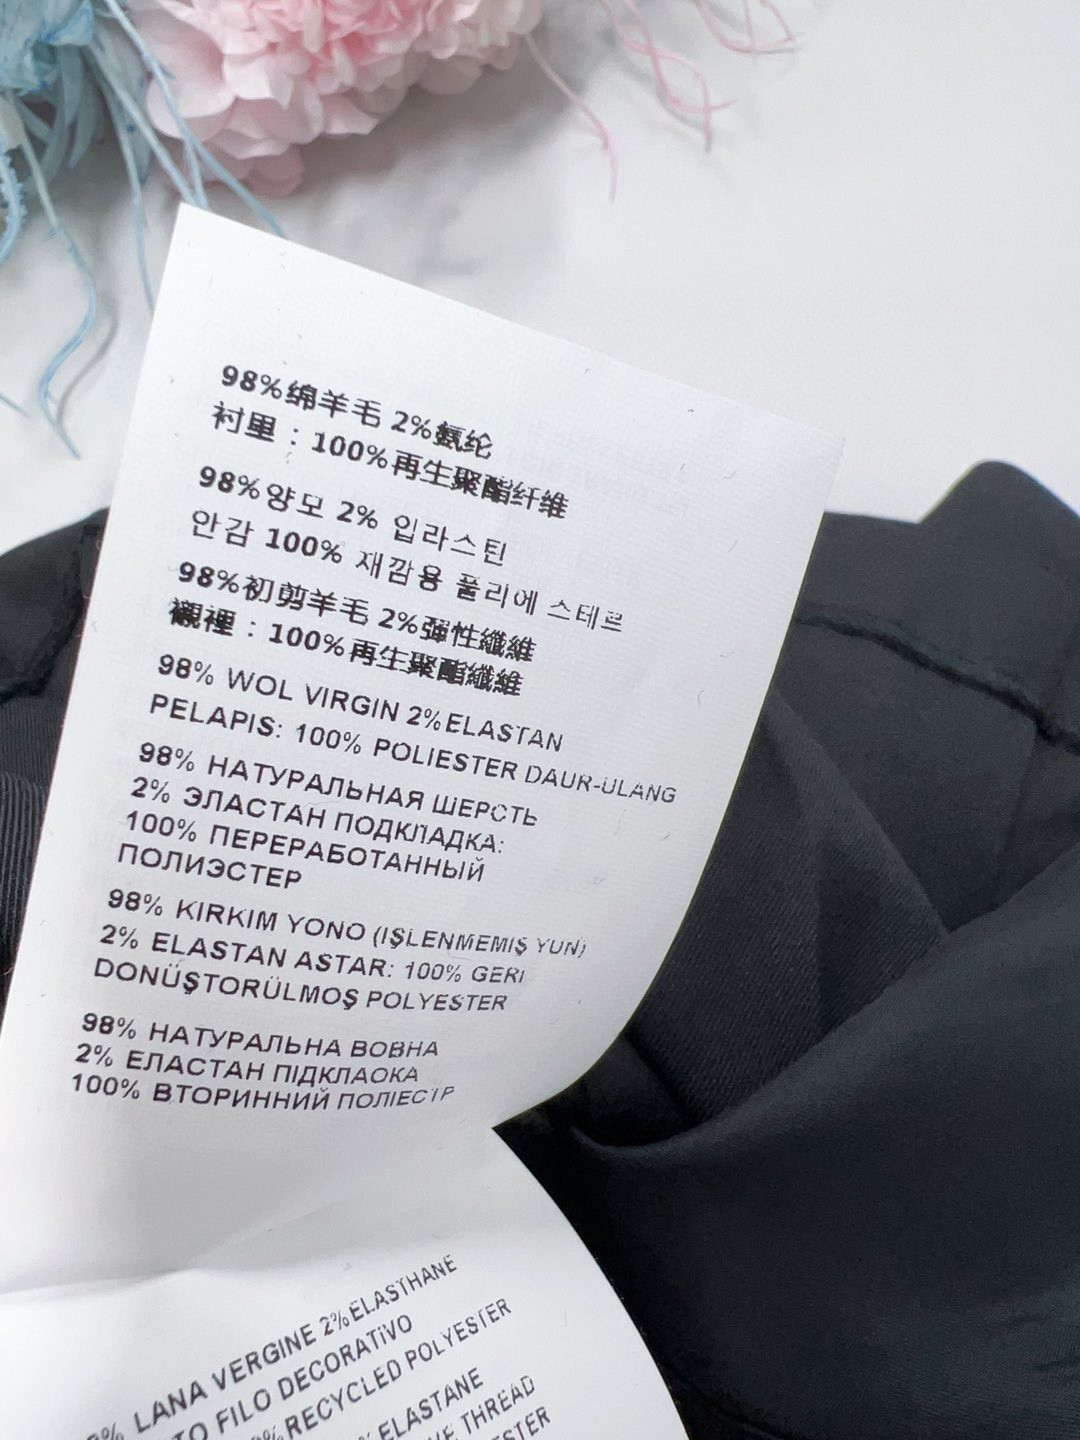 98%绵羊毛 2%氨纶
衬里：100%再生聚酯纤维
98%양모 2% 입라스틴
안감 100% 재깜용 폴리에 스테르
98%初剪羊毛 2%彈性纖維
襯裡：100%再生聚酯纖維
98% WOL VIRGIN 2%ELASTAN
PELAPIS: 100% POLIESTER DAUR-ULANG
98% НАТУРАЛЬНАЯ ШЕРСТЬ
2% ЭЛАСТАН ПОДКЛАДКА:
100% ПЕРЕРАБОТАННЫЙ
ПОЛИЭСТЕР
98% KIRKIM YONO (IŞLENMEMIŞ YUN)
2% ELASTAN ASTAR: 100% GERI
DONÜŞTORÜLMOŞ POLYESTER
98% НАТУРАЛЬНА ВОВНА
2% ЕЛАСТАН ПІДКЛАОКА
100% ВТОРИННИЙ ПОЛІЕСТР
LANA VERGINE 2%ELASTHANE
FILO DECORATIVO
RECYCLED POLYESTER
ELASTANE
THREAD